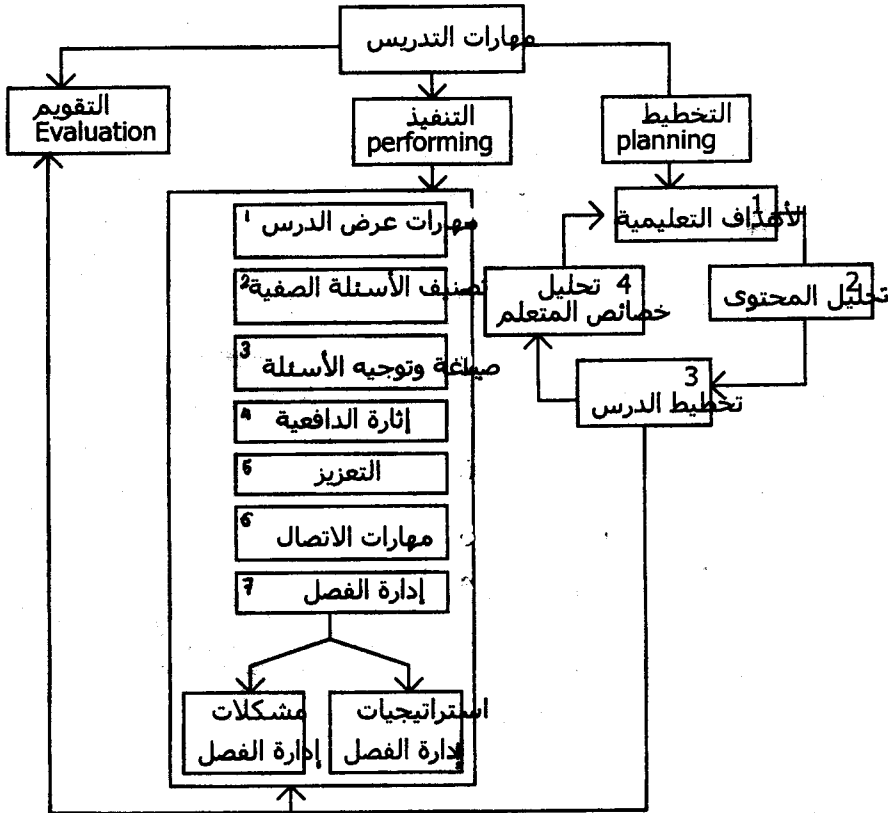 مهارات التدريس
التخطيط
planning
التنفيذ
performing
التقويم
Evaluation
1
الأهداف التعليمية
2
تحليل المحتوى
3
تخطيط الدرس
4 تحليل
خصائص المتعلم
1 مهارات عرض الدرس
2 تصنيف الأسئلة الصفية
3 صياغة وتوجيه الأسئلة
4 إثارة الدافعية
5 التعزيز
6 مهارات الاتصال
7 إدارة الفصل
استراتيجيات
إدارة الفصل
مشكلات
إدارة الفصل